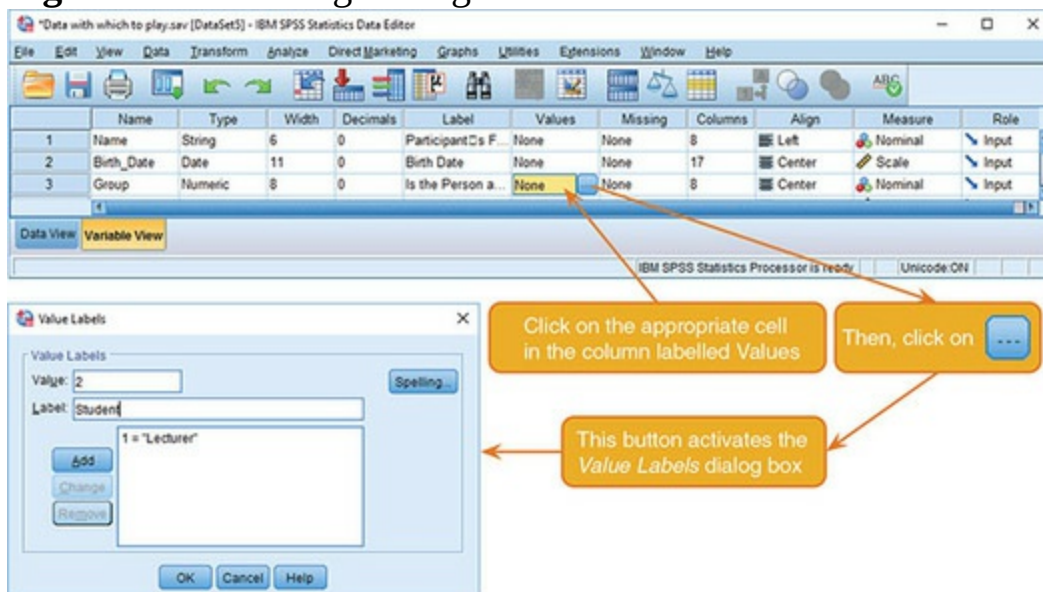 *Data with which to play.sav [DataSet5] - IBM SPSS Statistics Data Editor
File Edit View Data Transform Analyze Direct Marketing Graphs Utilities Extensions Window Help
ABC
Name Type Width Decimals Label Values Missing Columns Align Measure Role
1 Name String 6 0 Participant□s F... None None 8 Left Nominal Input
2 Birth_Date Date 11 0 Birth Date None None 17 Center Scale Input
3 Group Numeric 8 0 Is the Person a... None None 8 Center Nominal Input
Data View Variable View
IBM SPSS Statistics Processor is ready Unicode:ON
Value Labels
Value Labels
Value: 2
Spelling...
Label: Student
1 = "Lecturer"
Add
Change
Remove
OK Cancel Help
Click on the appropriate cell
in the column labelled Values
Then, click on ...
This button activates the
Value Labels dialog box